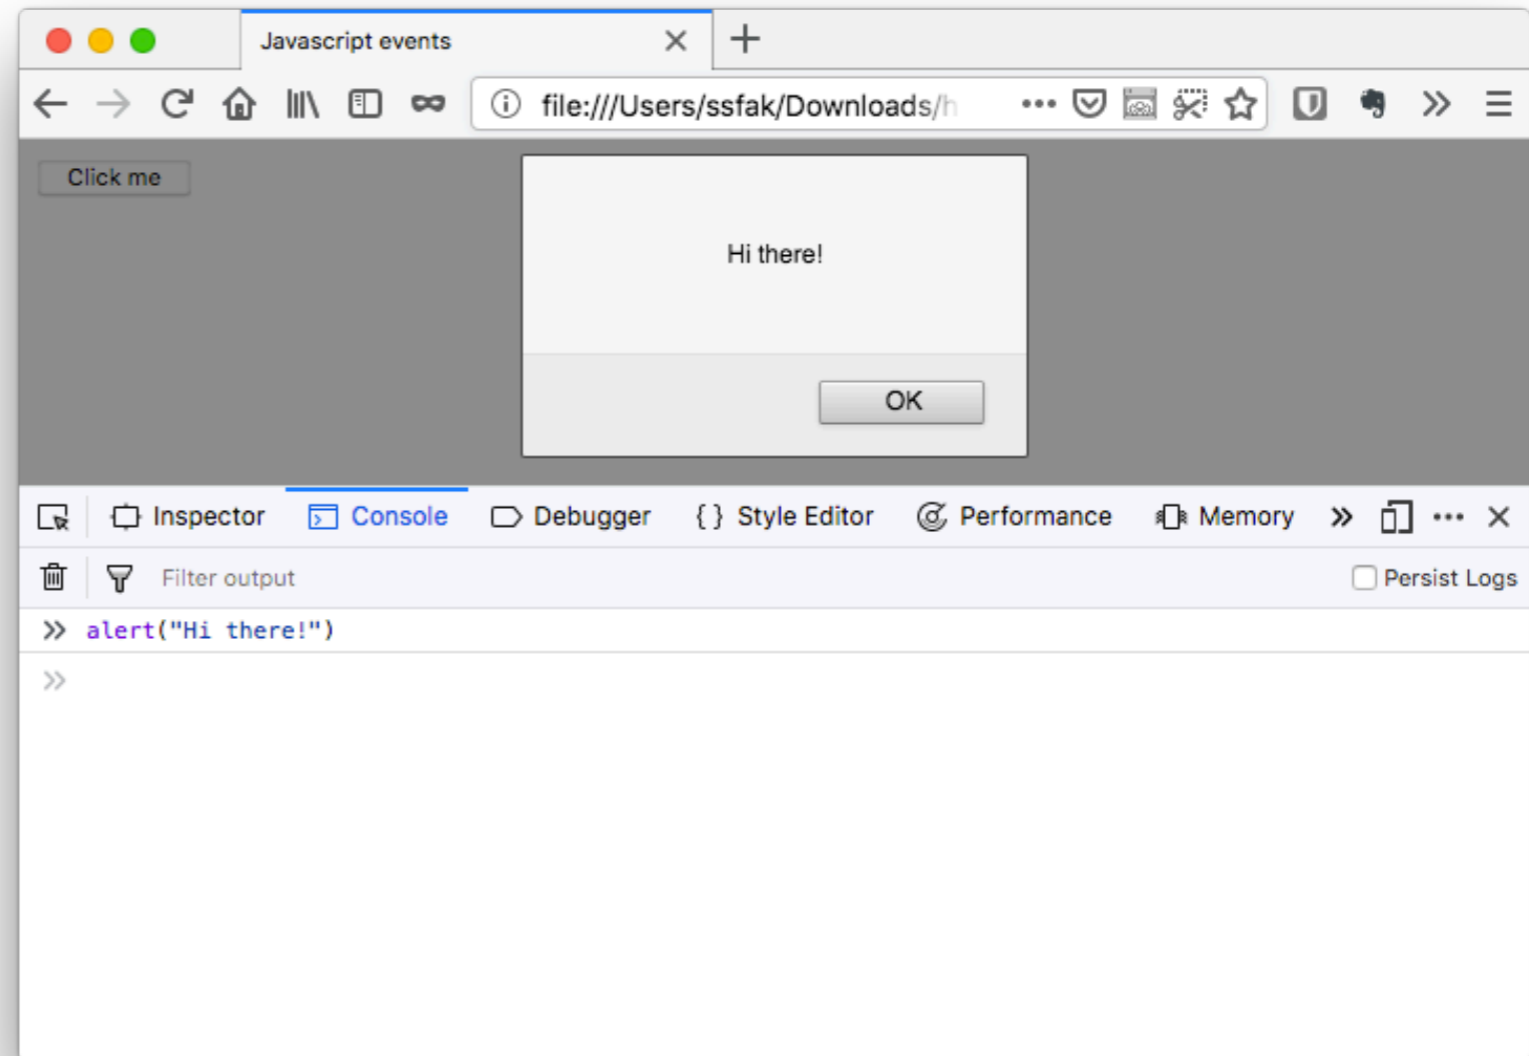 Javascript events
file:///Users/ssfak/Downloads/h
Click me
Hi there!
OK
Inspector Console Debugger { } Style Editor Performance Memory
Filter output Persist Logs
alert("Hi there!")